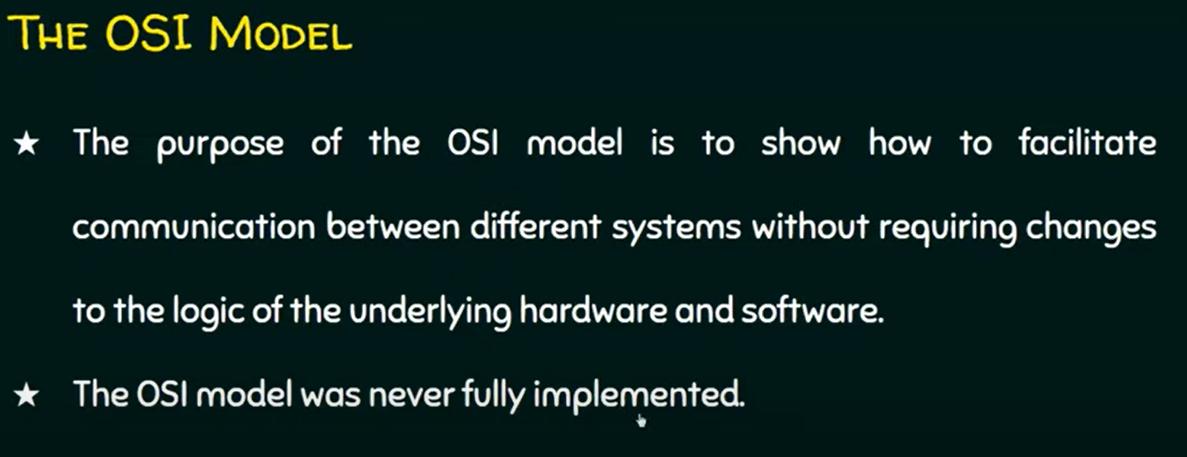 THE OSI MODEL
★ The purpose of the OSI model is to show how to facilitate
communication between different systems without requiring changes
to the logic of the underlying hardware and software.
★ The OSI model was never fully implemented.